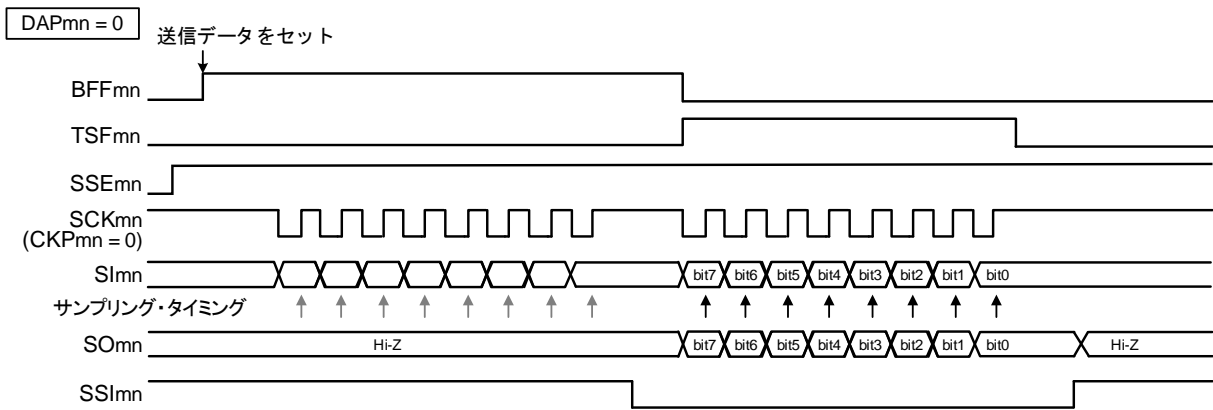 DAPmn = 0
送信データをセット
BFFmn
TSFmn
SSEmn
SCKmn
(CKPmn = 0)
SImn bit7 bit6 bit5 bit4 bit3 bit2 bit1 bit0
サンプリング・タイミング
SOmn Hi-Z bit7 bit6 bit5 bit4 bit3 bit2 bit1 bit0 Hi-Z
SSImn